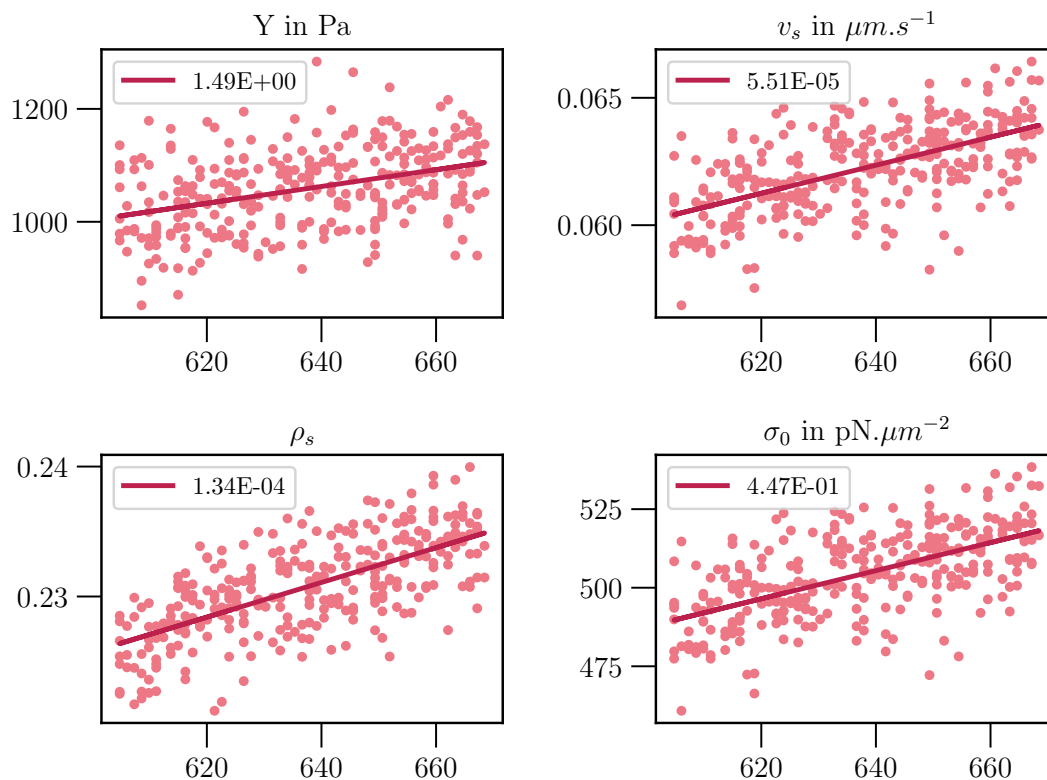 Y in Pa
1.49E+00
1200
1000
620 640 660
v_s in μm.s^{-1}
5.51E-05
0.065
0.060
620 640 660
ρ_s
1.34E-04
0.24
0.23
620 640 660
σ_0 in pN.μm^{-2}
4.47E-01
525
500
475
620 640 660